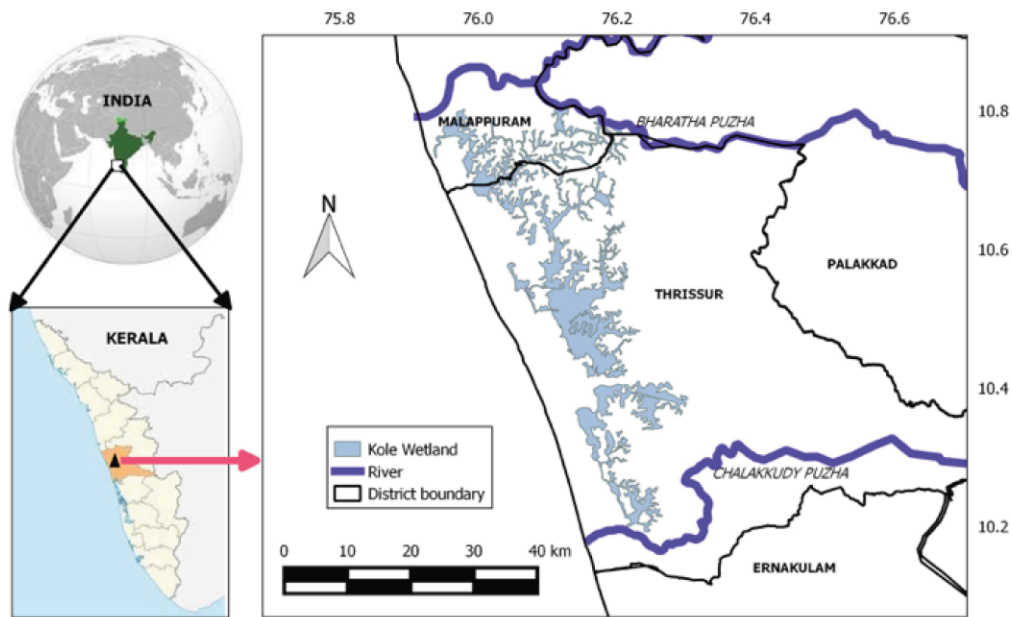 75.8 76.0 76.2 76.4 76.6
INDIA
MALAPPURAM
BHARATHA PUZHA
10.8
N
10.6
PALAKKAD
THRISSUR
KERALA
10.4
Kole Wetland
River
District boundary
CHALAKKUDY PUZHA
10.2
0 10 20 30 40 km
ERNAKULAM